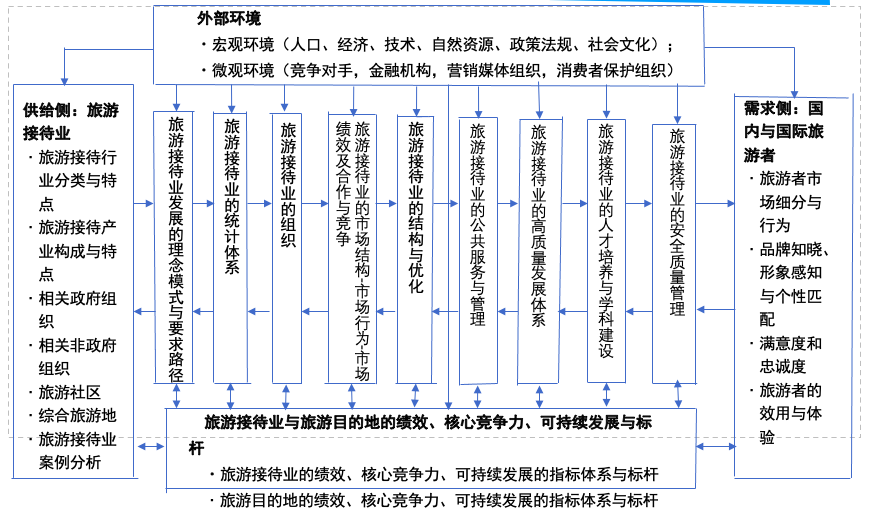 外部环境
· 宏观环境（人口、经济、技术、自然资源、政策法规、社会文化）；
· 微观环境（竞争对手，金融机构，营销媒体组织，消费者保护组织）
供给侧：旅游
接待业
· 旅游接待行
业分类与特
点
· 旅游接待产
业构成与特
点
· 相关政府组
织
· 相关非政府
组织
· 旅游社区
· 综合旅游地
· 旅游接待业
案例分析
旅游接待业发展的理念模式与要求路径
旅游接待业的统计体系
旅游接待业的组织
旅游接待业的市场结构-市场行为-市场
绩效及合作与竞争
旅游接待业的结构与优化
旅游接待业的公共服务与管理
旅游接待业的高质量发展体系
旅游接待业的人才培养与学科建设
旅游接待业的安全质量管理
需求侧：国
内与国际旅
游者
· 旅游者市
场细分与
行为
· 品牌知晓、
形象感知
与个性匹
配
· 满意度和
忠诚度
· 旅游者的
效用与体
验
旅游接待业与旅游目的地的绩效、核心竞争力、可持续发展与标
杆
· 旅游接待业的绩效、核心竞争力、可持续发展的指标体系与标杆
· 旅游目的地的绩效、核心竞争力、可持续发展的指标体系与标杆